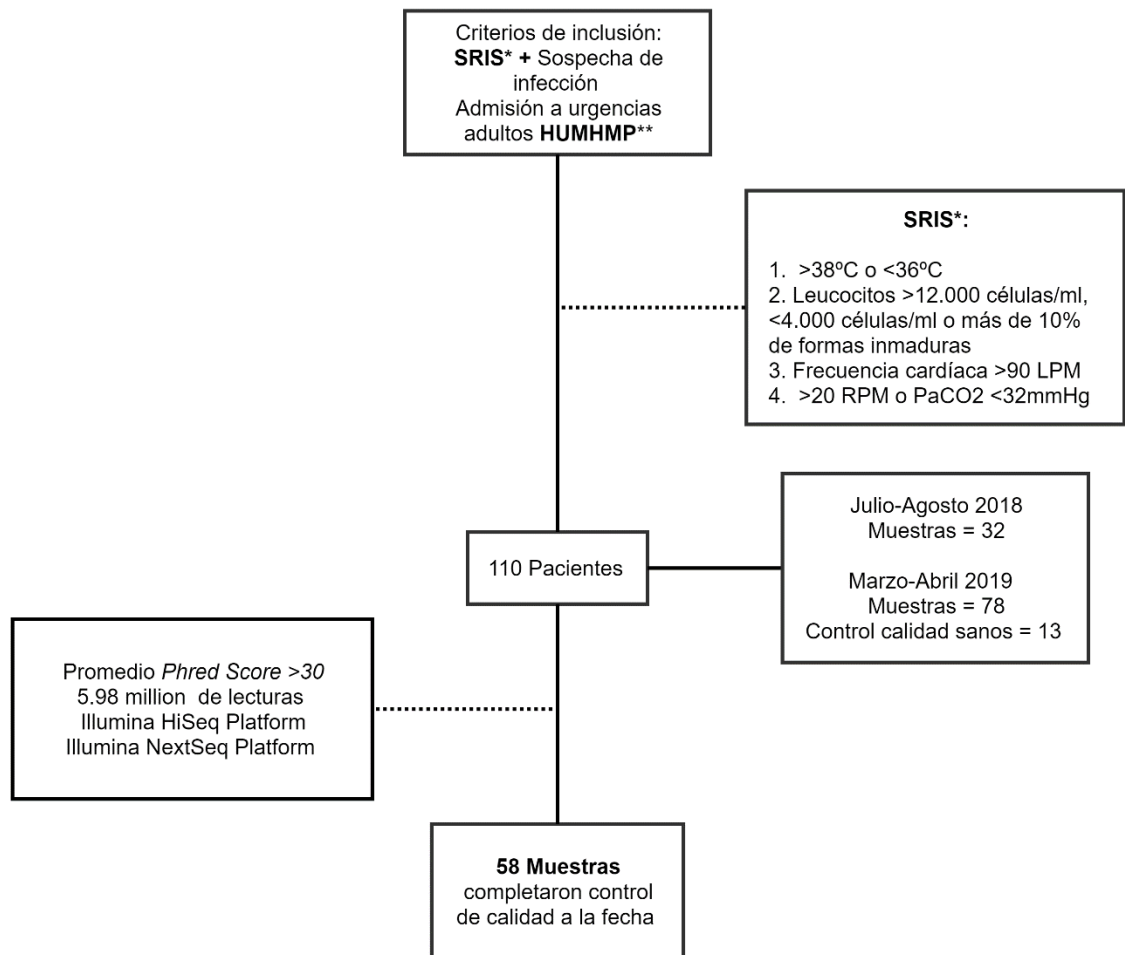 Criterios de inclusión:
SRIS* + Sospecha de
infección
Admisión a urgencias
adultos HUMHMP**
SRIS*:
1.  >38ºC o <36ºC
2. Leucocitos >12.000 células/ml,
<4.000 células/ml o más de 10%
de formas inmaduras
3. Frecuencia cardíaca >90 LPM
4.  >20 RPM o PaCO2 <32mmHg
110 Pacientes
Julio-Agosto 2018
Muestras = 32
Marzo-Abril 2019
Muestras = 78
Control calidad sanos = 13
Promedio Phred Score >30
5.98 million  de lecturas
Illumina HiSeq Platform
Illumina NextSeq Platform
58 Muestras
completaron control
de calidad a la fecha